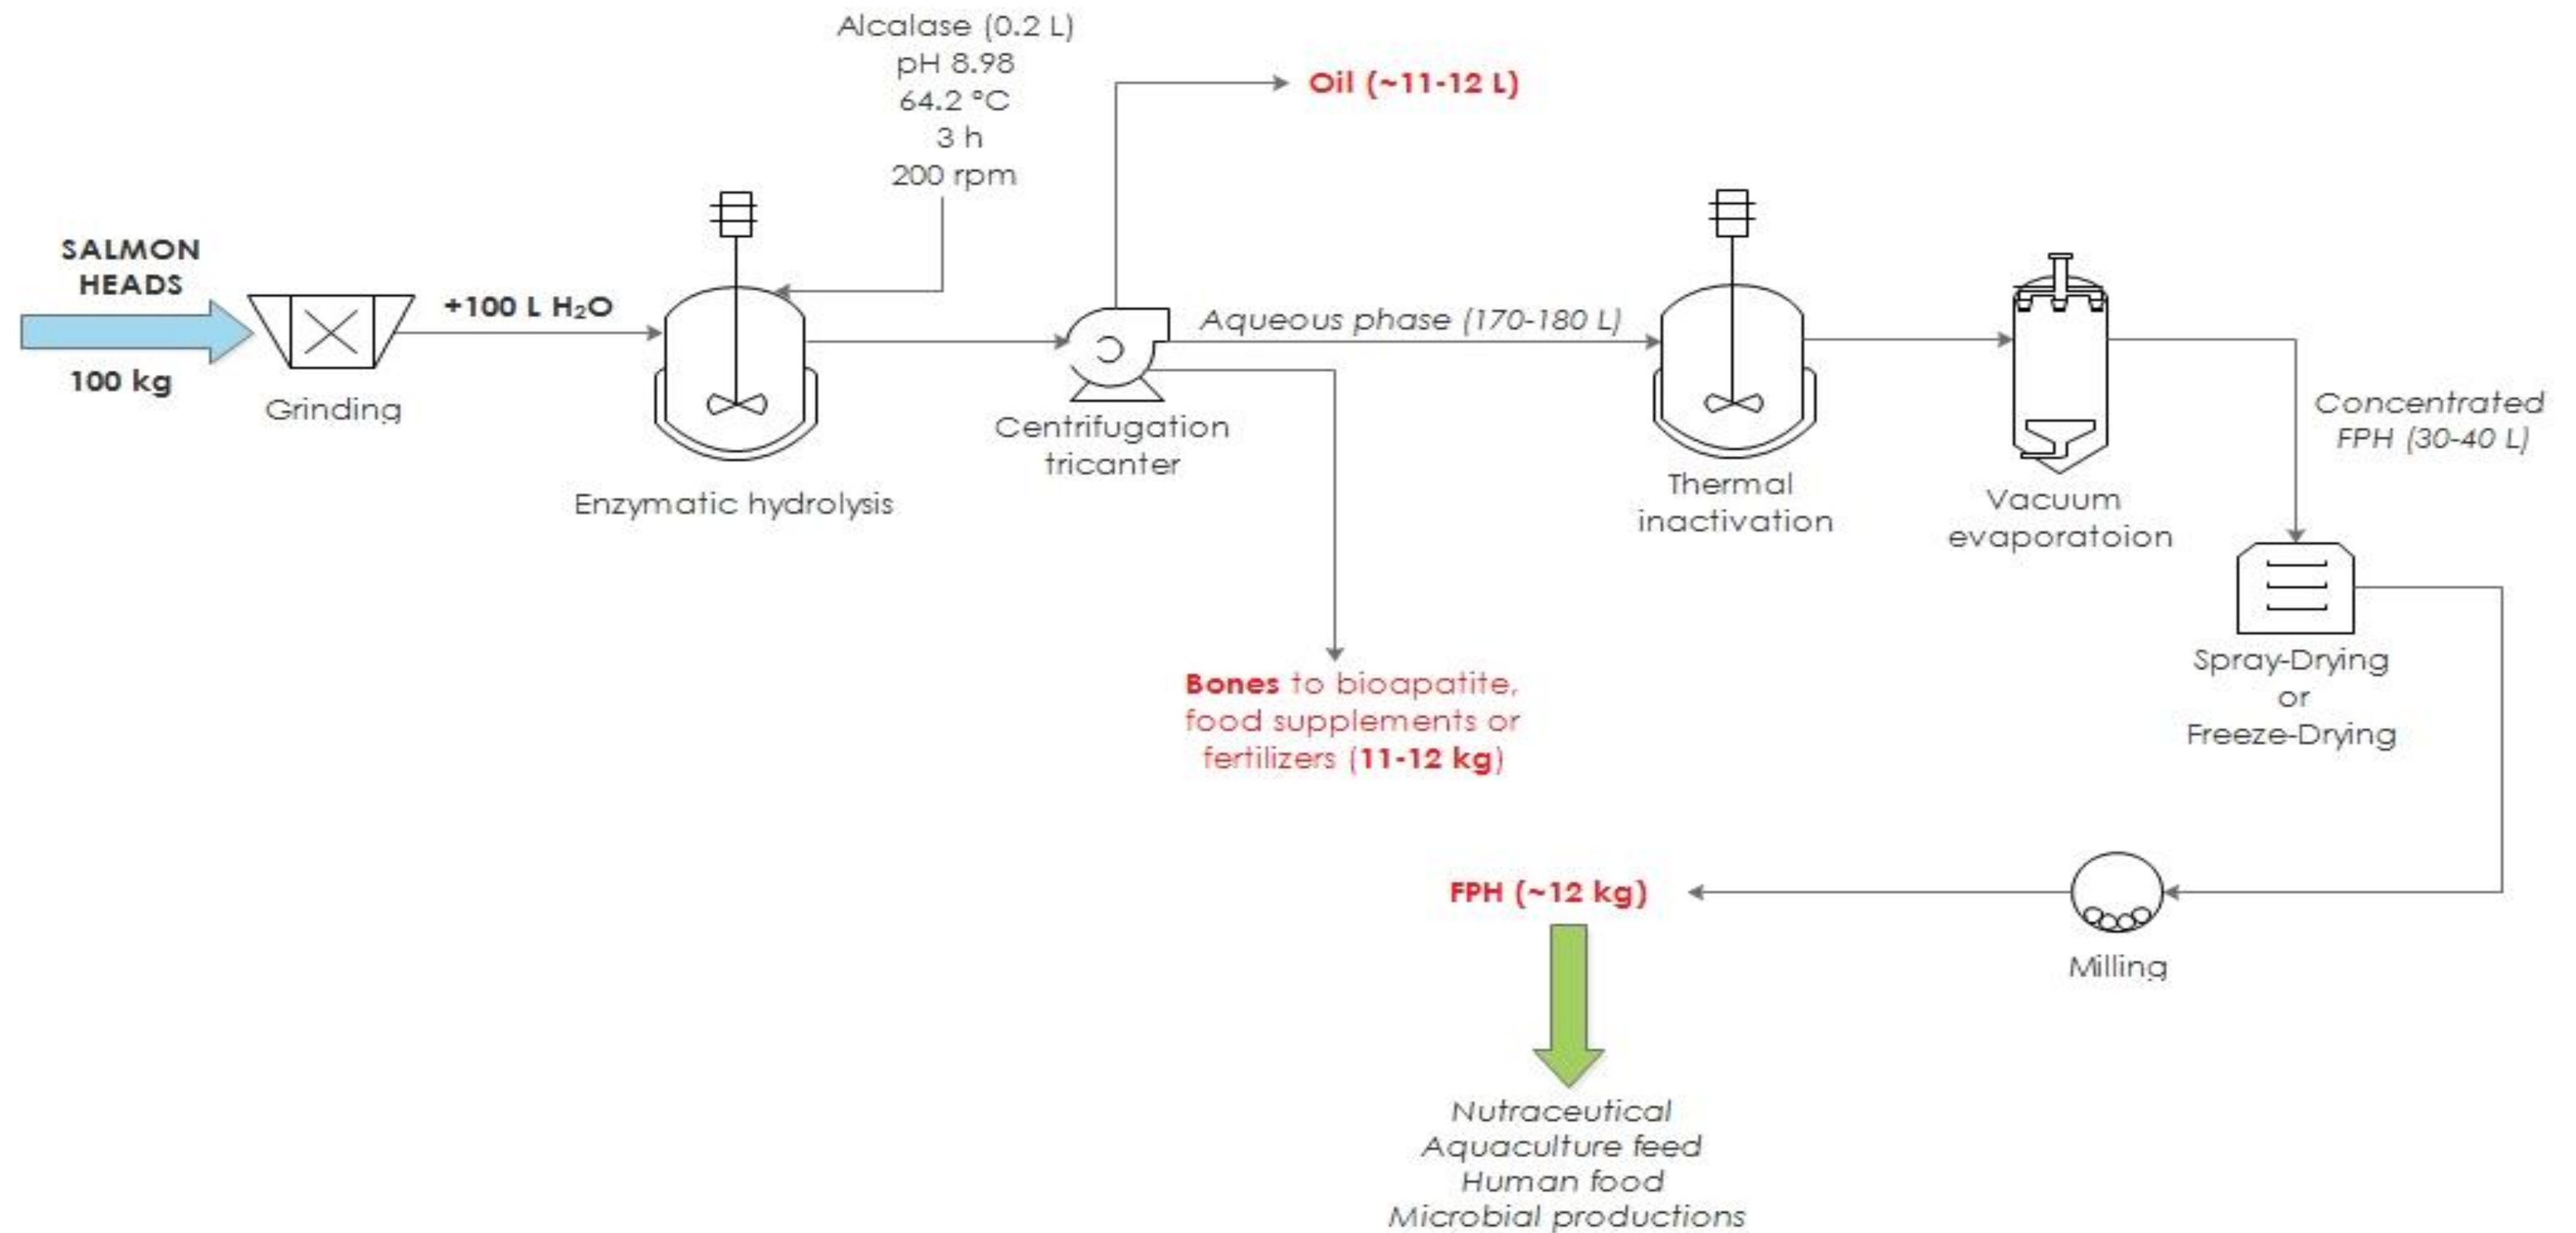 Alcalase (0.2 L)
pH 8.98
64.2 ºC
3 h
200 rpm
Oil (~11-12 L)
SALMON
HEADS
100 kg
Grinding
+100 L H₂O
Enzymatic hydrolysis
Centrifugation
tricanter
Aqueous phase (170-180 L)
Bones to bioapatite,
food supplements or
fertilizers (11-12 kg)
Thermal
inactivation
Vacuum
evaporatoion
Concentrated
FPH (30-40 L)
Spray-Drying
or
Freeze-Drying
Milling
FPH (~12 kg)
Nutraceutical
Aquaculture feed
Human food
Microbial productions